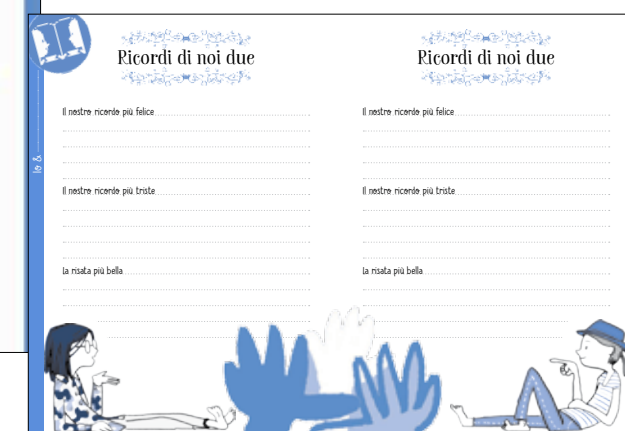 Ricordi di noi due
Il nostro ricordo più felice
Il nostro ricordo più triste
La risata più bella
Ricordi di noi due
Il nostro ricordo più felice
Il nostro ricordo più triste
La risata più bella
Io &